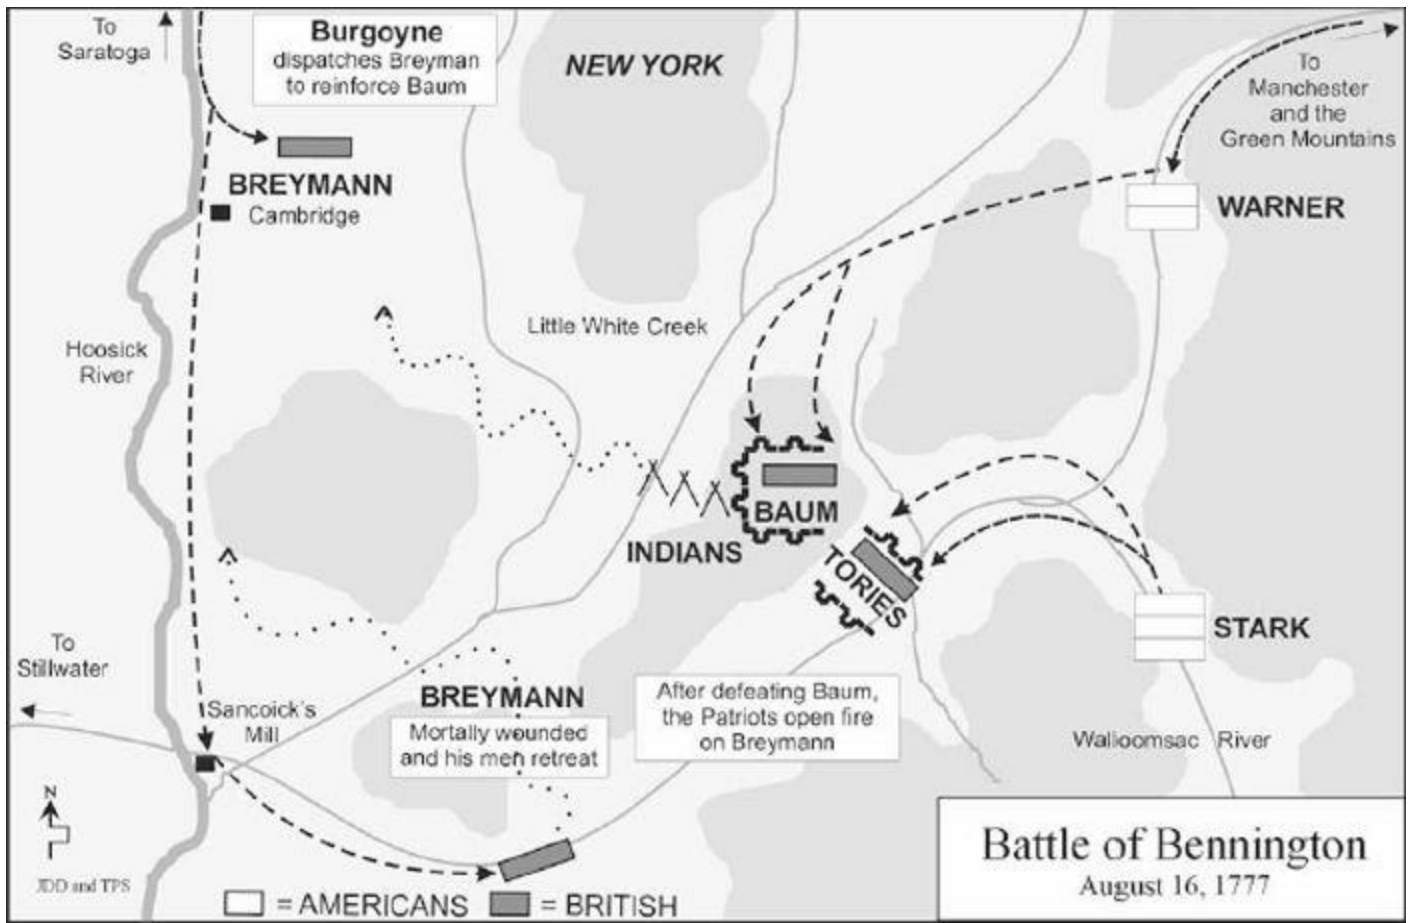 To
Saratoga
Burgoyne
dispatches Breyman
to reinforce Baum
NEW YORK
To
Manchester
and the
Green Mountains
BREYMANN
Cambridge
WARNER
Hoosick
River
Little White Creek
BAUM
INDIANS
TORIES
STARK
To
Stillwater
Sancoick's
Mill
BREYMANN
Mortally wounded
and his men retreat
After defeating Baum,
the Patriots open fire
on Breymann
Walloomsac River
N
JDD and TPS
= AMERICANS
= BRITISH
Battle of Bennington
August 16, 1777